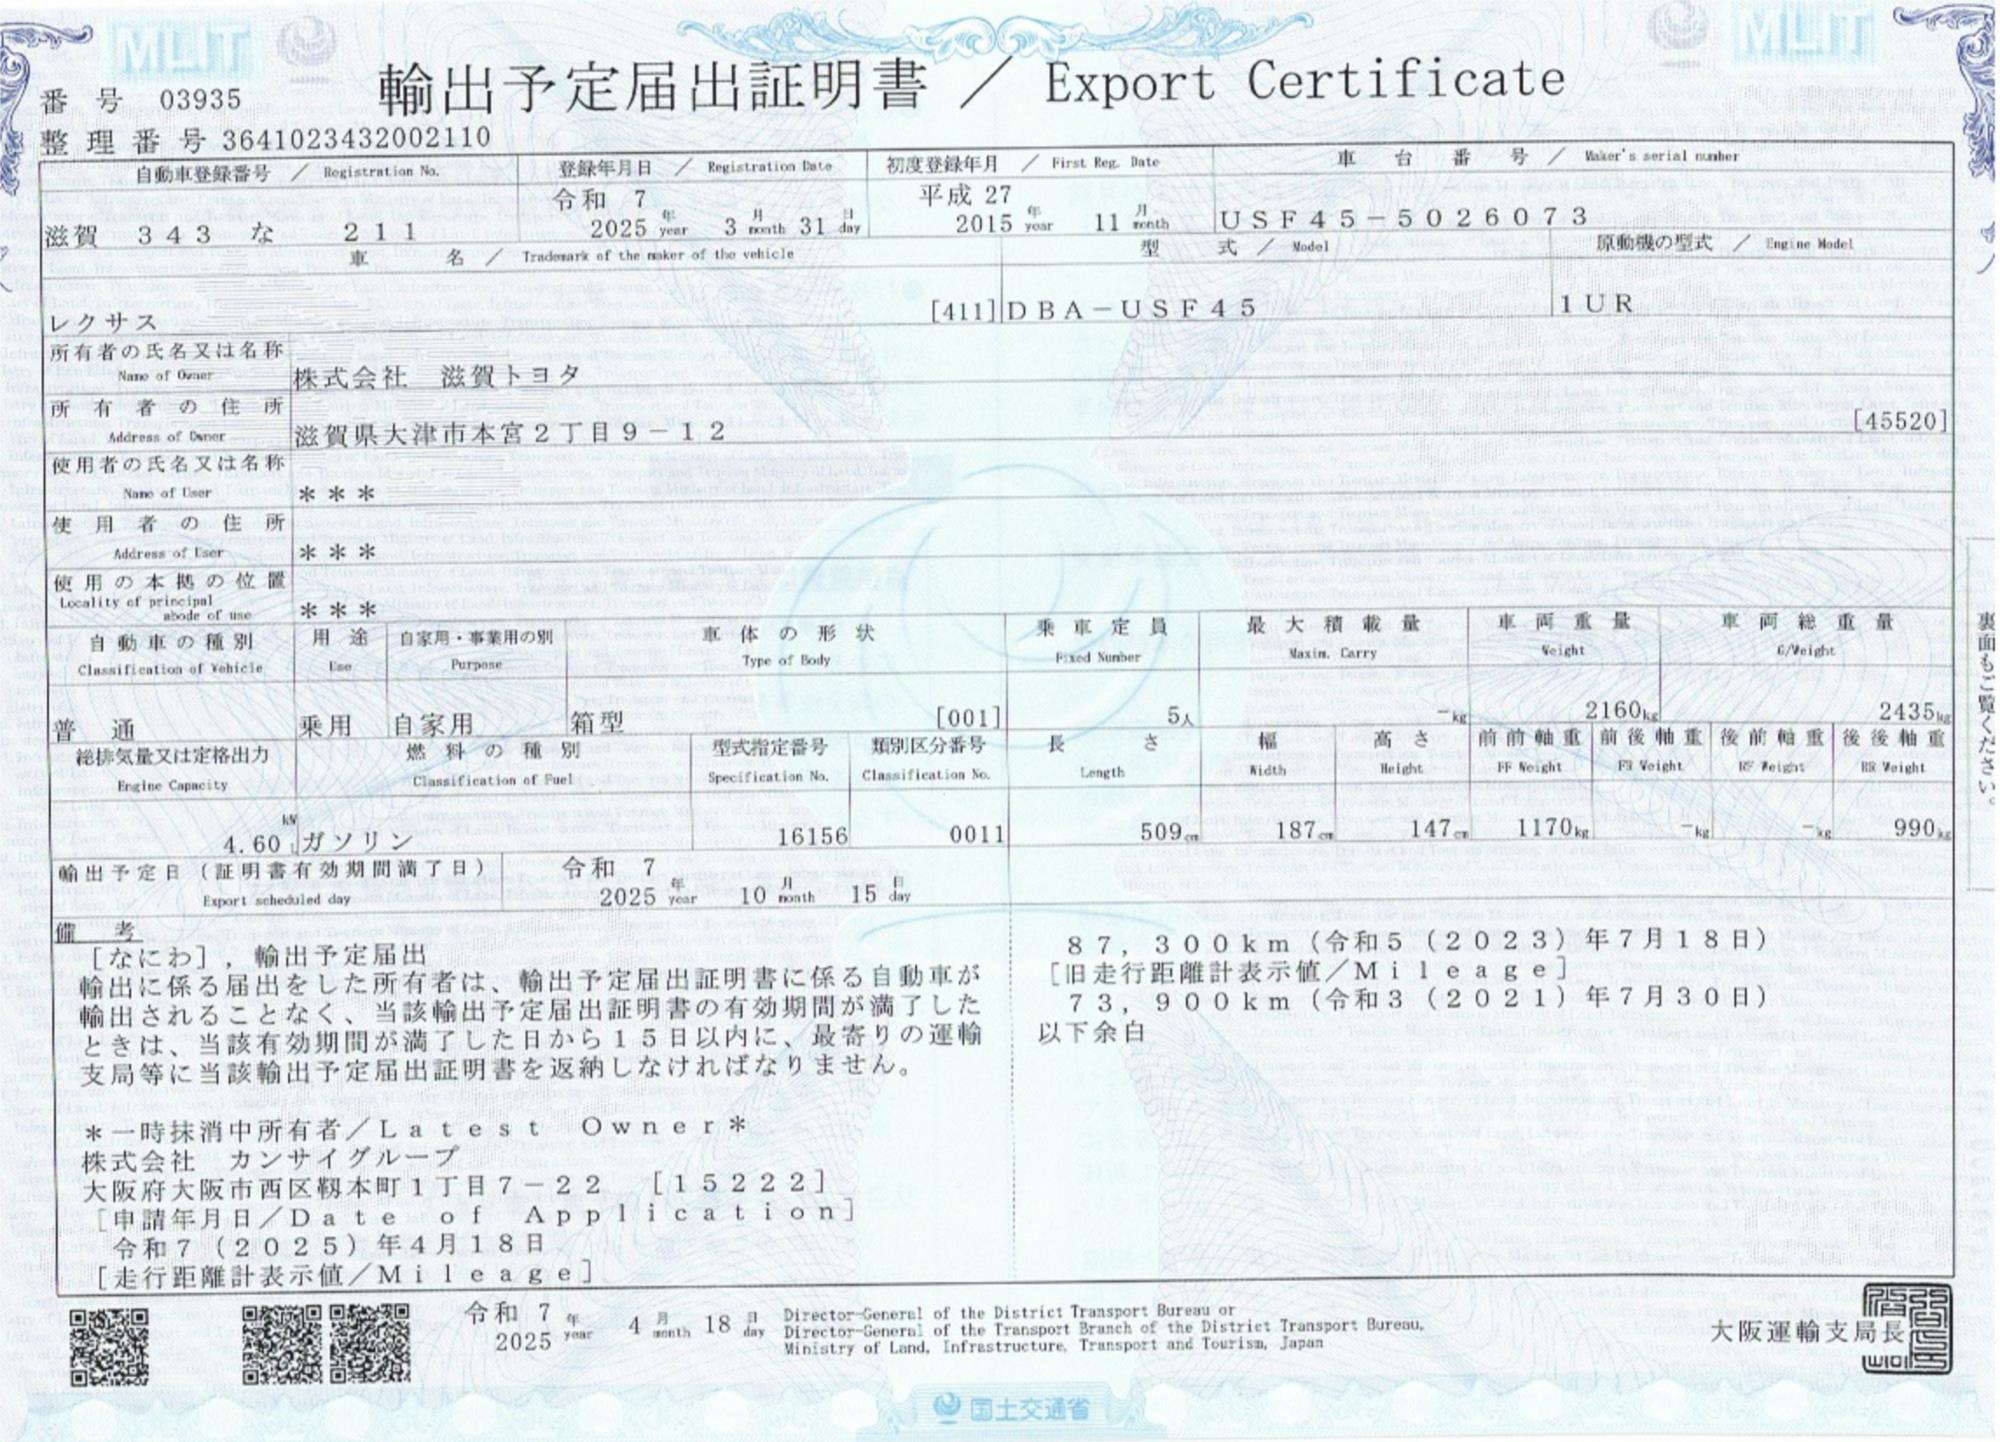 MLIT
MLIT
輸出予定届出証明書 ／ Export Certificate
番 号 03935
整 理 番 号 3641023432002110
自動車登録番号 ／ Registration No.
登録年月日 ／ Registration Date
初度登録年月 ／ First Reg. Date
車 台 番 号 ／ Maker's serial number
令和 7
平成 27
滋賀 ３４３ な ２１１
2025 年 year 3 月 month 31 日 day
2015 年 year 11 月 month
ＵＳＦ４５－５０２６０７３
車 名 ／ Trademark of the maker of the vehicle
型 式 ／ Model
原動機の型式 ／ Engine Model
レクサス [411]
ＤＢＡ－ＵＳＦ４５
１ＵＲ
所有者の氏名又は名称
Name of Owner
株式会社 滋賀トヨタ
所 有 者 の 住 所
Address of Owner
滋賀県大津市本宮２丁目９－１２ [45520]
使用者の氏名又は名称
Name of User
＊＊＊
使 用 者 の 住 所
Address of User
＊＊＊
使用の本拠の位置
Locality of principal
abode of use
＊＊＊
自動車の種別
Classification of Vehicle
用 途
Use
自家用・事業用の別
Purpose
車 体 の 形 状
Type of Body
乗 車 定 員
Fixed Number
最 大 積 載 量
Maxim. Carry
車 両 重 量
Weight
車 両 総 重 量
G/Weight
普 通
乗用
自家用
箱型 [001]
5人
-kg
2160kg
2435kg
総排気量又は定格出力
Engine Capacity
燃 料 の 種 別
Classification of Fuel
型式指定番号
Specification No.
類別区分番号
Classification No.
長 さ
Length
幅
Width
高 さ
Height
前前軸重
FF Weight
前後軸重
FR Weight
後前軸重
RF Weight
後後軸重
RR Weight
kW
4.60 L
ガソリン
16156
0011
509cm
187cm
147cm
1170kg
-kg
-kg
990kg
輸出予定日（証明書有効期間満了日）
Export scheduled day
令和 7
2025 年 year 10 月 month 15 日 day
備 考
［なにわ］，輸出予定届出
輸出に係る届出をした所有者は、輸出予定届出証明書に係る自動車が
輸出されることなく、当該輸出予定届出証明書の有効期間が満了した
ときは、当該有効期間が満了した日から１５日以内に、最寄りの運輸
支局等に当該輸出予定届出証明書を返納しなければなりません。
＊一時抹消中所有者／Ｌａｔｅｓｔ Ｏｗｎｅｒ＊
株式会社 カンサイグループ
大阪府大阪市西区靱本町１丁目７－２２ ［１５２２２］
［申請年月日／Ｄａｔｅ ｏｆ Ａｐｐｌｉｃａｔｉｏｎ］
令和７（２０２５）年４月１８日
［走行距離計表示値／Ｍｉｌｅａｇｅ］
８７，３００ｋｍ（令和５（２０２３）年７月１８日）
［旧走行距離計表示値／Ｍｉｌｅａｇｅ］
７３，９００ｋｍ（令和３（２０２１）年７月３０日）
以下余白
裏面もご覧ください。
令和 7
2025 年 year 4 月 month 18 日 day
Director-General of the District Transport Bureau or
Director-General of the Transport Branch of the District Transport Bureau,
Ministry of Land, Infrastructure, Transport and Tourism, Japan
大阪運輸支局長
国土交通省